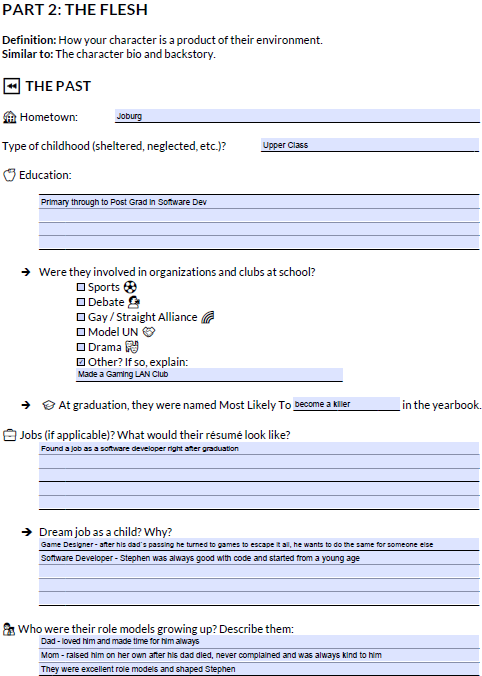 PART 2: THE FLESH
Definition: How your character is a product of their environment.
Similar to: The character bio and backstory.
THE PAST
Hometown: Joburg
Type of childhood (sheltered, neglected, etc.)? Upper Class
Education:
Primary through to Post Grad in Software Dev
Were they involved in organizations and clubs at school?
Sports
Debate
Gay / Straight Alliance
Model UN
Drama
Other? If so, explain:
Made a Gaming LAN Club
At graduation, they were named Most Likely To become a killer in the yearbook.
Jobs (if applicable)? What would their résumé look like?
Found a job as a software developer right after graduation
Dream job as a child? Why?
Game Designer - after his dad's passing he turned to games to escape it all, he wants to do the same for someone else
Software Developer - Stephen was always good with code and started from a young age
Who were their role models growing up? Describe them:
Dad - loved him and made time for him always
Mom - raised him on her own after his dad died, never complained and was always kind to him
They were excellent role models and shaped Stephen